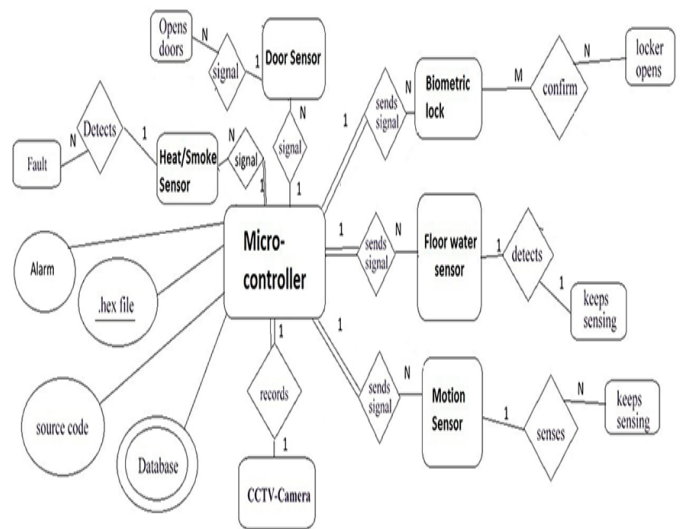 Opens
doors
N
signal
1
Door Sensor
N
signal
1
Fault
N
Detects
1
Heat/Smoke
Sensor
N
signal
1
Micro-
controller
Alarm
.hex file
source code
Database
1
records
1
CCTV-Camera
1
sends
signal
N
Biometric
lock
M
confirm
N
locker
opens
1
sends
signal
N
Floor water
sensor
1
detects
1
keeps
sensing
1
sends
signal
N
Motion
Sensor
1
senses
N
keeps
sensing